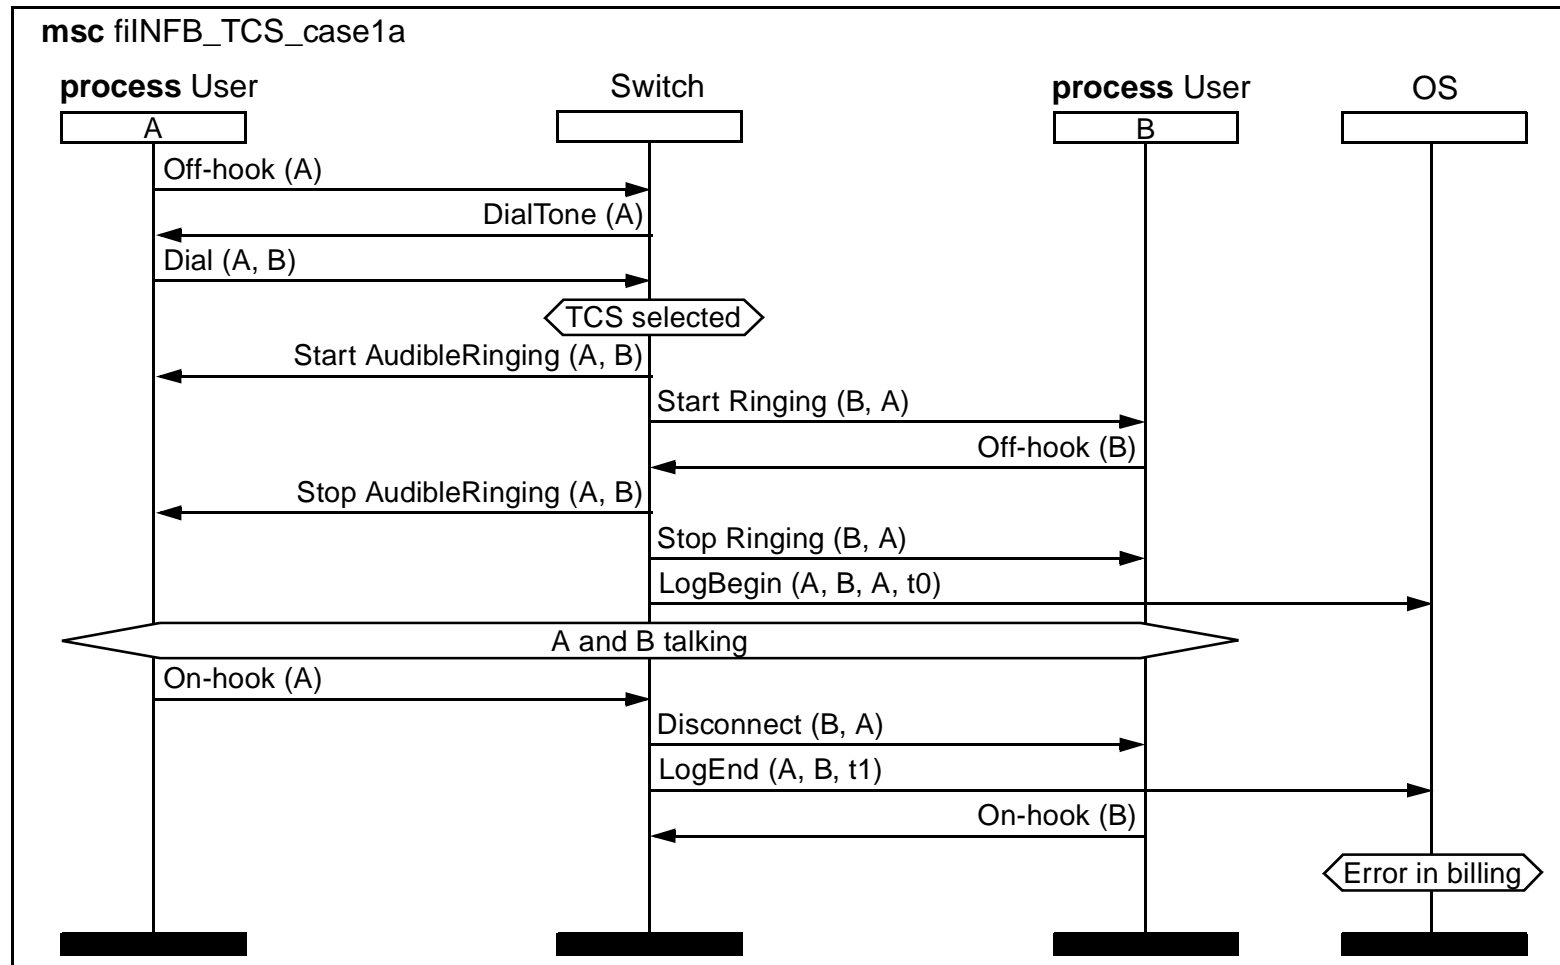 msc fiINFB_TCS_case1a
process User Switch process User OS
A B
Off-hook (A)
DialTone (A)
Dial (A, B)
TCS selected
Start AudibleRinging (A, B)
Start Ringing (B, A)
Off-hook (B)
Stop AudibleRinging (A, B)
Stop Ringing (B, A)
LogBegin (A, B, A, t0)
A and B talking
On-hook (A)
Disconnect (B, A)
LogEnd (A, B, t1)
On-hook (B)
Error in billing